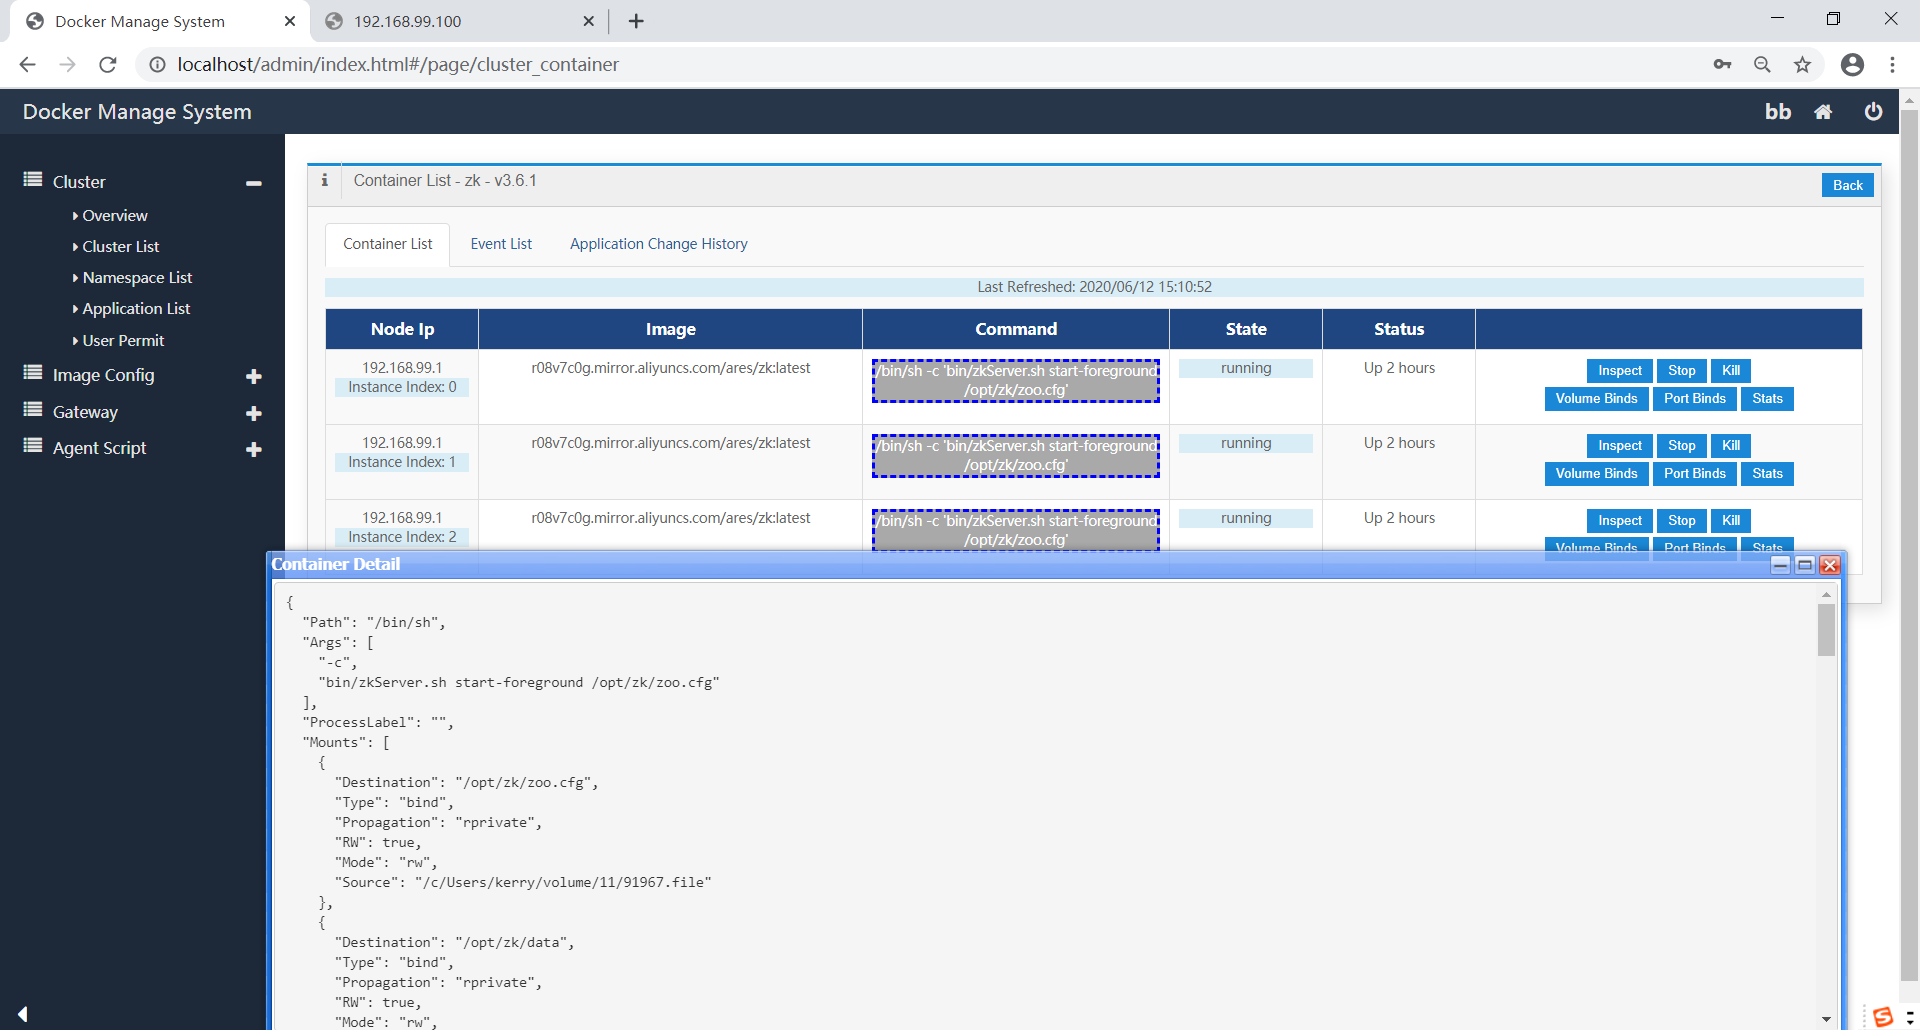 Docker Manage System
192.168.99.100
localhost/admin/index.html#/page/cluster_container
Docker Manage System
bb
Cluster
Overview
Cluster List
Namespace List
Application List
User Permit
Image Config
Gateway
Agent Script
Container List - zk - v3.6.1
Back
Container List
Event List
Application Change History
Last Refreshed: 2020/06/12 15:10:52
Node Ip
Image
Command
State
Status
192.168.99.1
Instance Index: 0
r08v7c0g.mirror.aliyuncs.com/ares/zk:latest
/bin/sh -c 'bin/zkServer.sh start-foreground
/opt/zk/zoo.cfg'
running
Up 2 hours
Inspect
Stop
Kill
Volume Binds
Port Binds
Stats
192.168.99.1
Instance Index: 1
r08v7c0g.mirror.aliyuncs.com/ares/zk:latest
/bin/sh -c 'bin/zkServer.sh start-foreground
/opt/zk/zoo.cfg'
running
Up 2 hours
Inspect
Stop
Kill
Volume Binds
Port Binds
Stats
192.168.99.1
Instance Index: 2
r08v7c0g.mirror.aliyuncs.com/ares/zk:latest
/bin/sh -c 'bin/zkServer.sh start-foreground
/opt/zk/zoo.cfg'
running
Up 2 hours
Inspect
Stop
Kill
Volume Binds
Port Binds
Stats
Container Detail
{
"Path": "/bin/sh",
"Args": [
"-c",
"bin/zkServer.sh start-foreground /opt/zk/zoo.cfg"
],
"ProcessLabel": "",
"Mounts": [
{
"Destination": "/opt/zk/zoo.cfg",
"Type": "bind",
"Propagation": "rprivate",
"RW": true,
"Mode": "rw",
"Source": "/c/Users/kerry/volume/11/91967.file"
},
{
"Destination": "/opt/zk/data",
"Type": "bind",
"Propagation": "rprivate",
"RW": true,
"Mode": "rw",